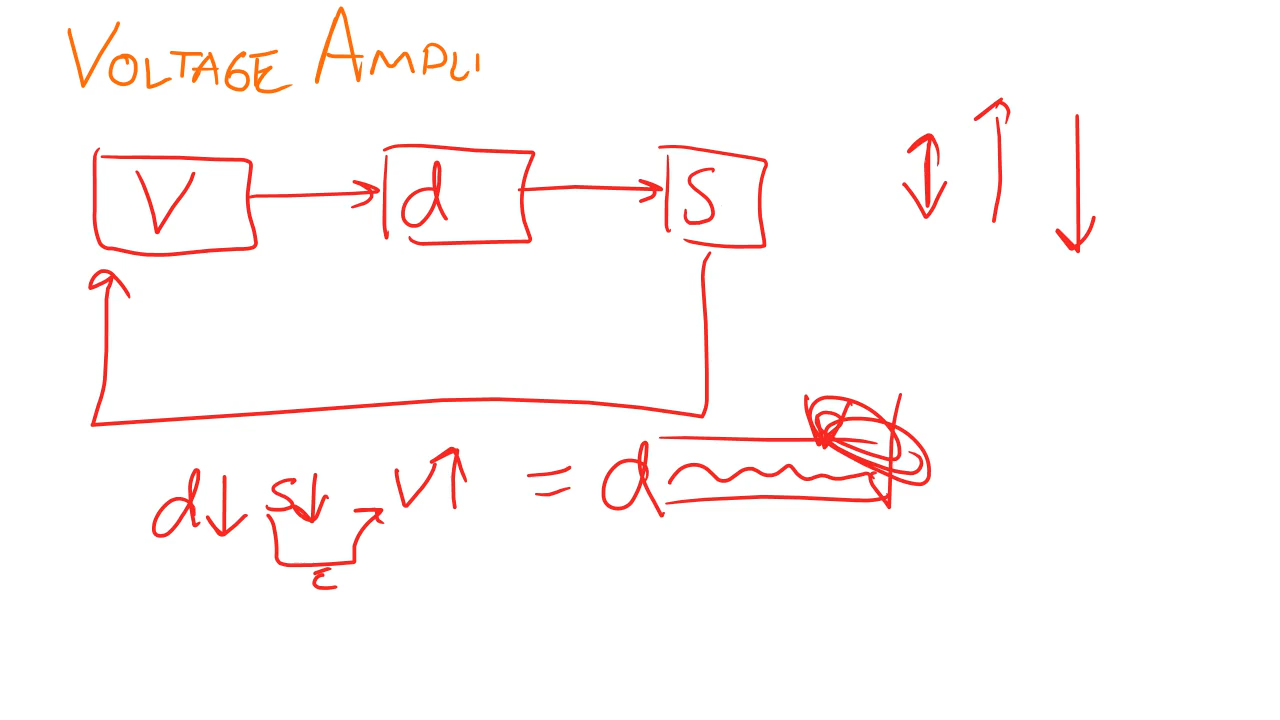 VOLTAGE AMPLI
V d S
d↓ s↓ v↑ = d
ε